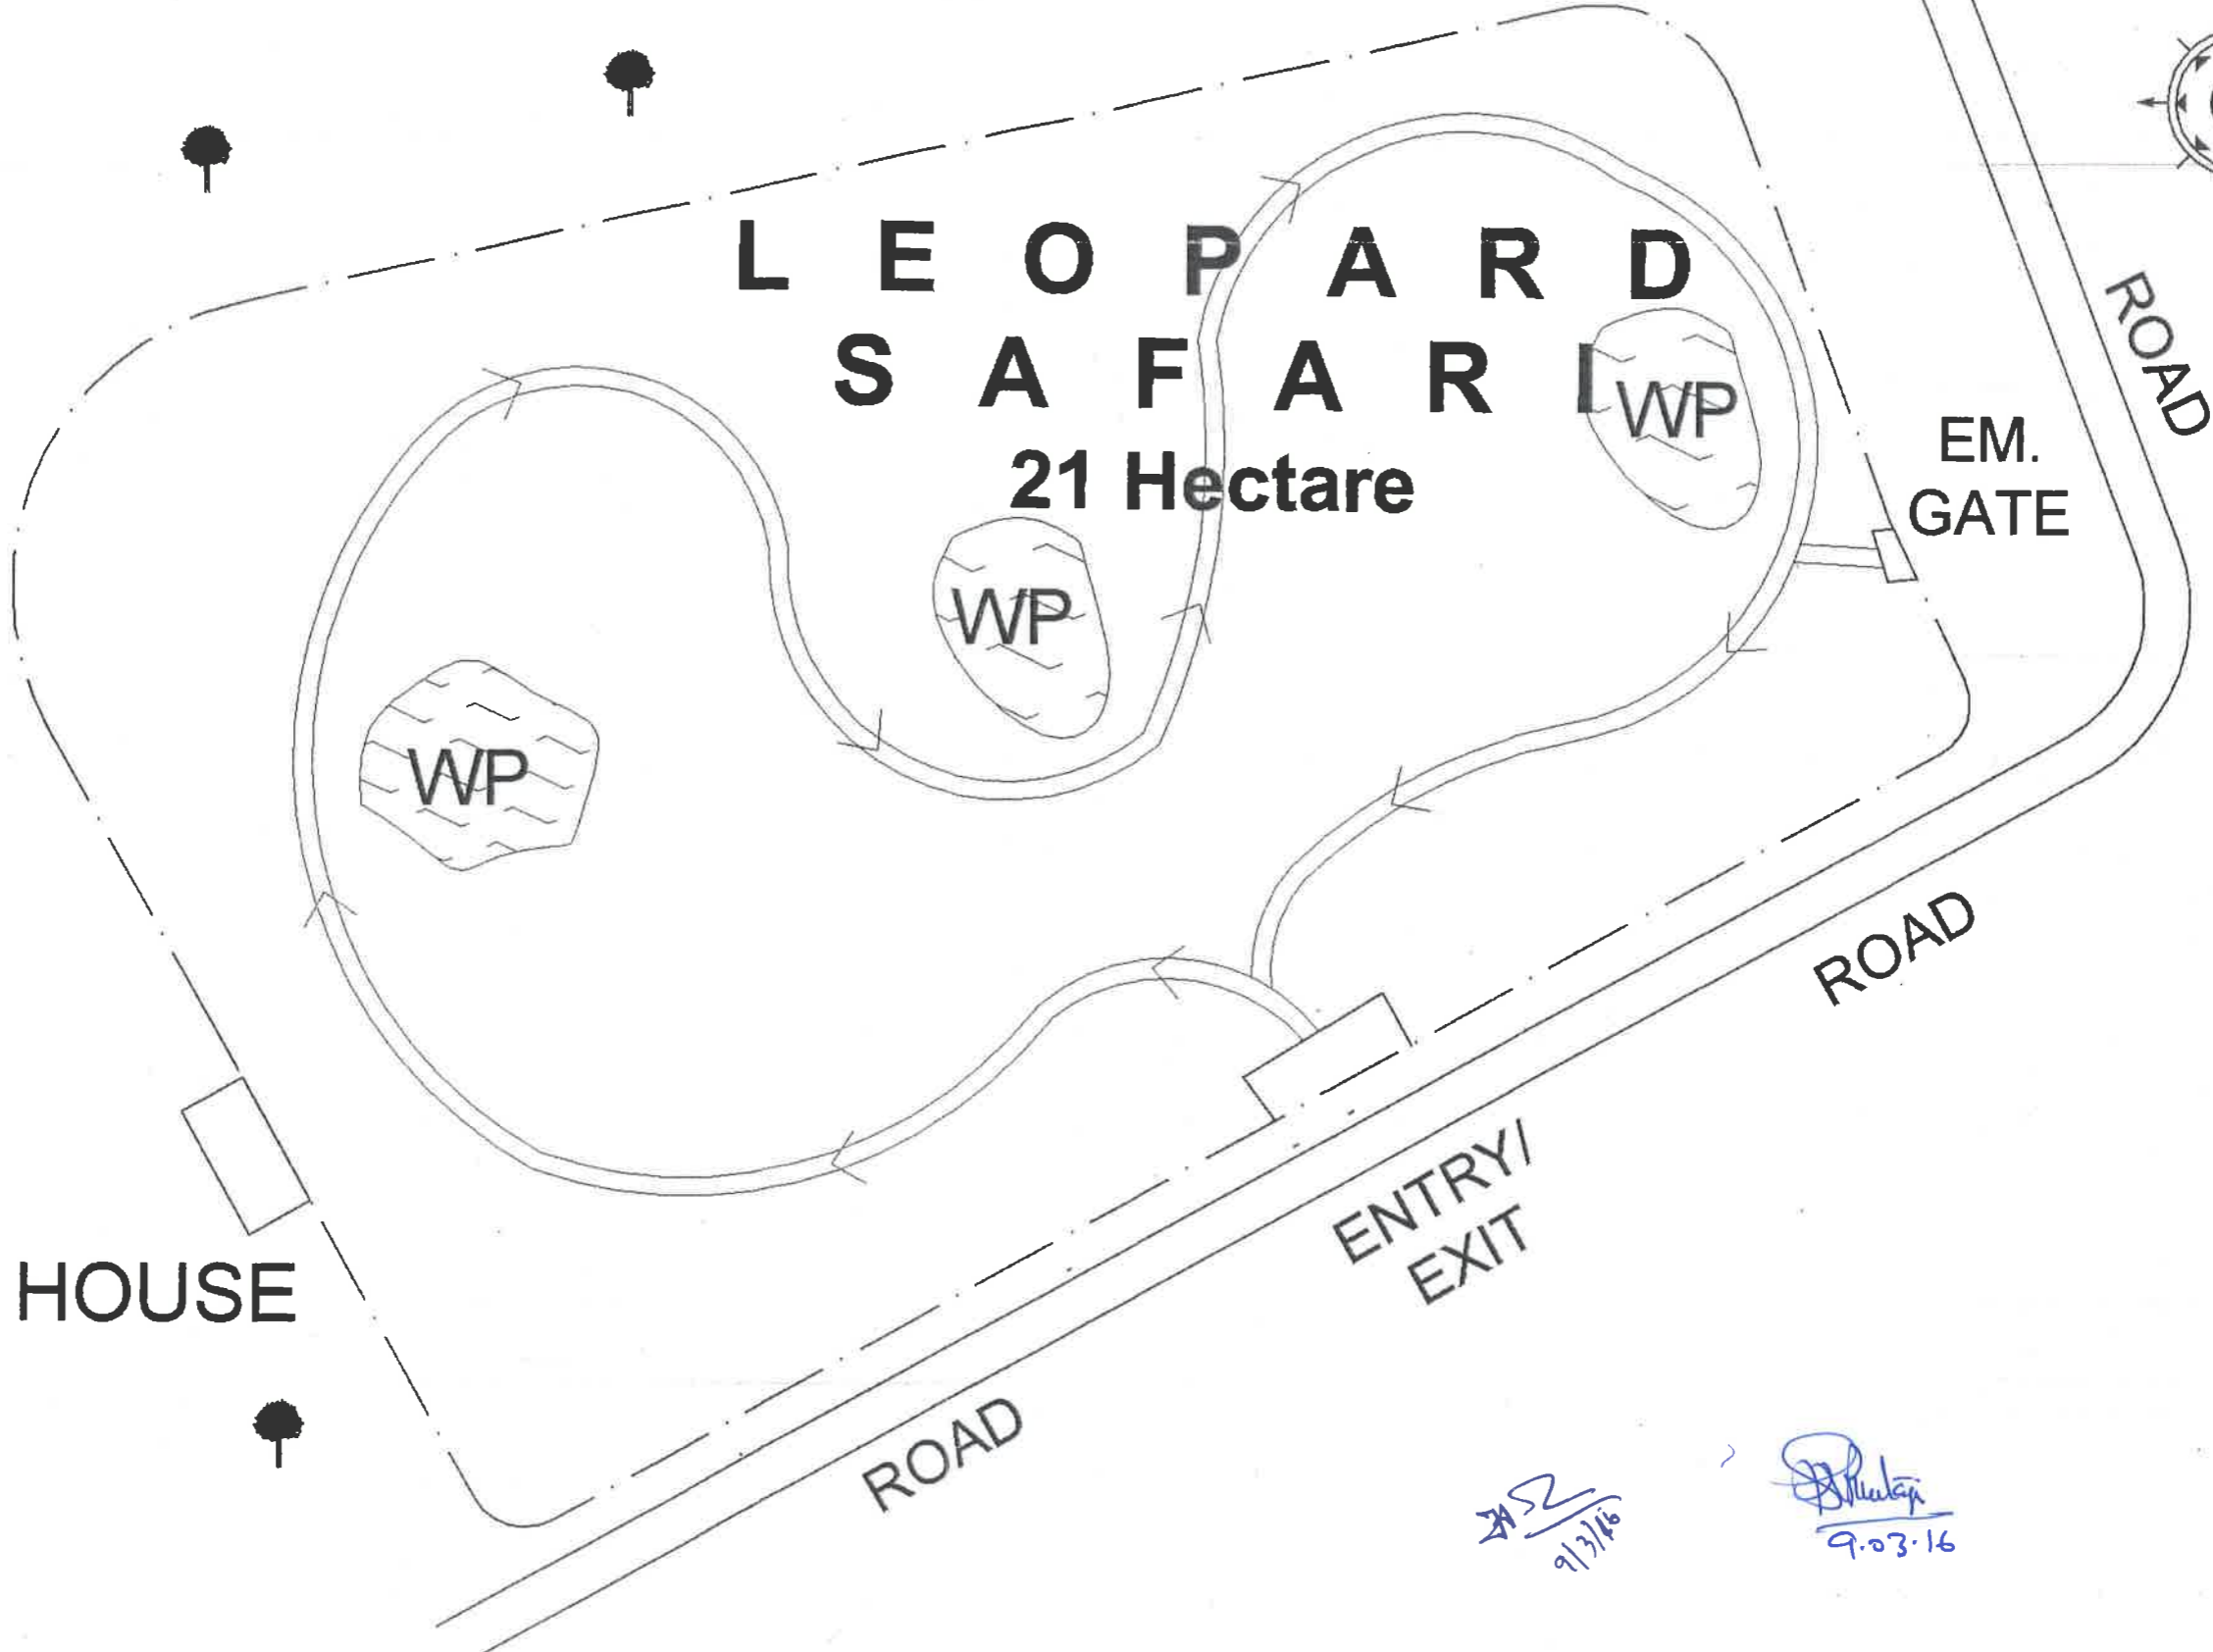 L E O P A R D
S A F A R I
21 Hectare
WP
WP
WP
ROAD
EM.
GATE
ROAD
ENTRY/
EXIT
HOUSE
ROAD
9/3/16
9.03.16